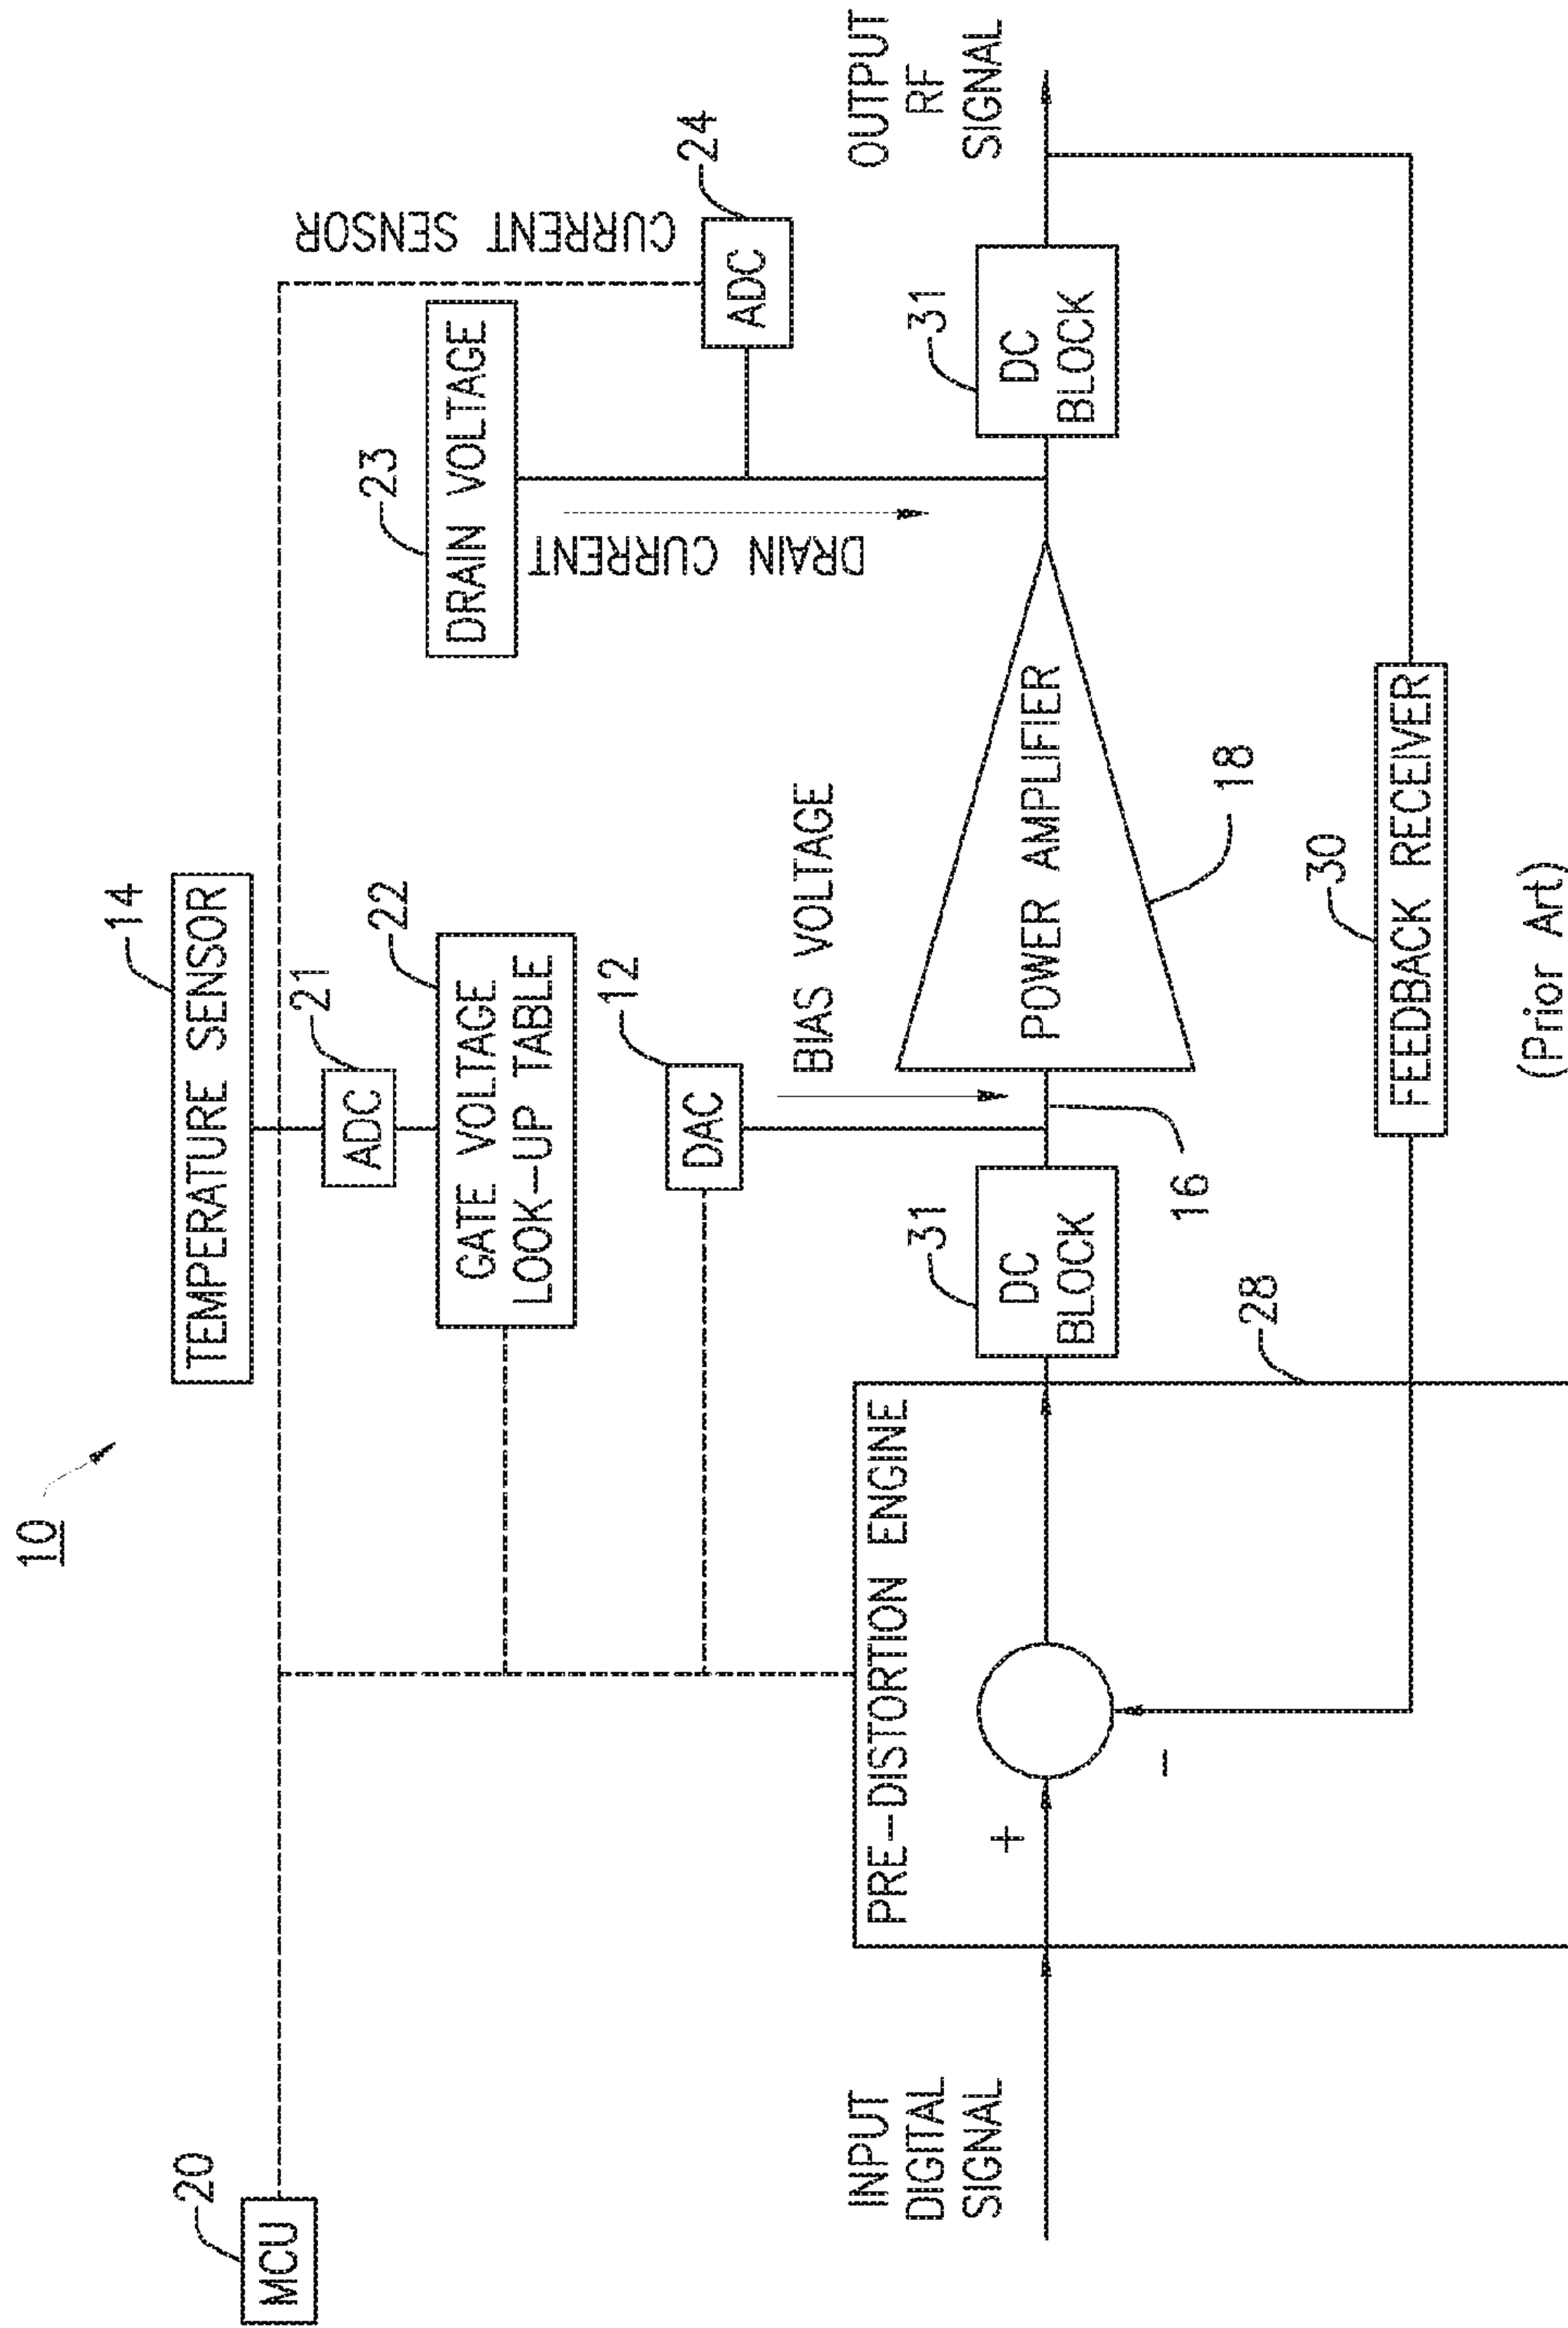 10
20
MCU
14
TEMPERATURE SENSOR
21
ADC
22
GATE VOLTAGE
LOOK-UP TABLE
12
DAC
BIAS VOLTAGE
23
DRAIN VOLTAGE
DRAIN CURRENT
CURRENT SENSOR
24
ADC
INPUT
DIGITAL
SIGNAL
PRE-DISTORTION ENGINE
+
-
28
31
DC
BLOCK
16
POWER AMPLIFIER
18
31
DC
BLOCK
OUTPUT
RF
SIGNAL
30
FEEDBACK RECEIVER
(Prior Art)